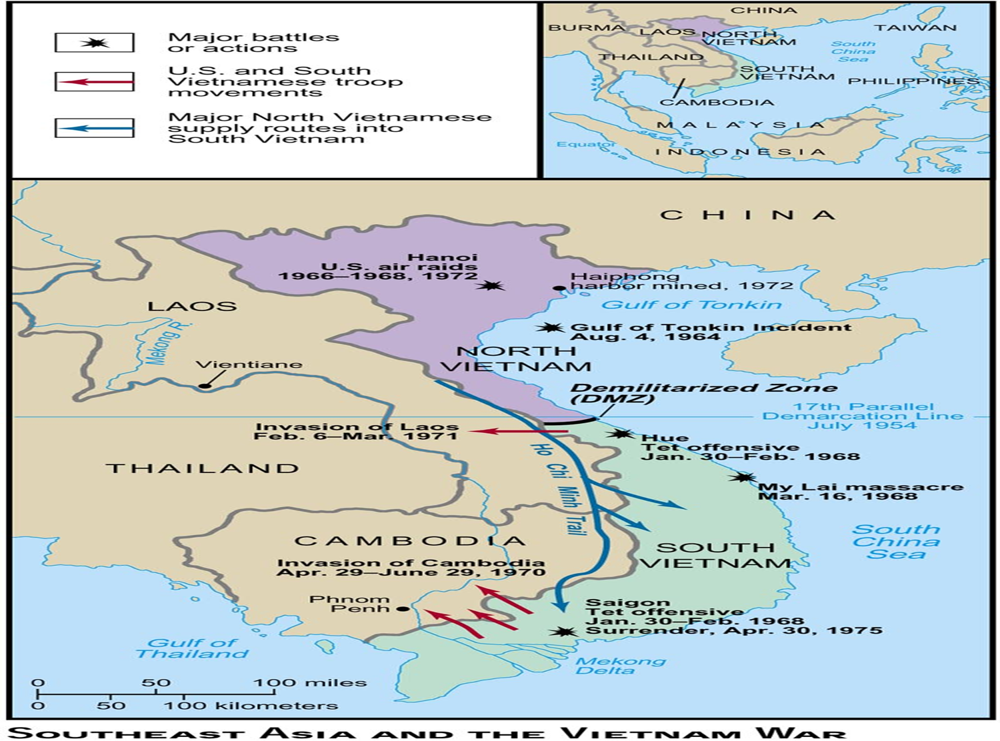 Major battles
or actions
U.S. and South
Vietnamese troop
movements
Major North Vietnamese
supply routes into
South Vietnam
CHINA
BURMA
LAOS
NORTH
VIETNAM
TAIWAN
South
China
Sea
THAILAND
SOUTH
VIETNAM
PHILIPPINES
CAMBODIA
MALAYSIA
Equator
INDONESIA
CHINA
Hanoi
U.S. air raids
1966–1968, 1972
Haiphong
harbor mined, 1972
Gulf of Tonkin
LAOS
Gulf of Tonkin Incident
Aug. 4, 1964
Mekong R.
NORTH
VIETNAM
Vientiane
Demilitarized Zone
(DMZ)
17th Parallel
Demarcation Line
July 1954
Invasion of Laos
Feb. 6–Mar. 1971
Hue
Tet offensive
Jan. 30–Feb. 1968
Ho Chi Minh Trail
THAILAND
My Lai massacre
Mar. 16, 1968
CAMBODIA
South
China
Sea
SOUTH
VIETNAM
Invasion of Cambodia
Apr. 29–June 29, 1970
Phnom
Penh
Saigon
Tet offensive
Jan. 30–Feb. 1968
Surrender, Apr. 30, 1975
Gulf of
Thailand
Mekong
Delta
0 50 100 miles
0 50 100 kilometers
SOUTHEAST ASIA AND THE VIETNAM WAR